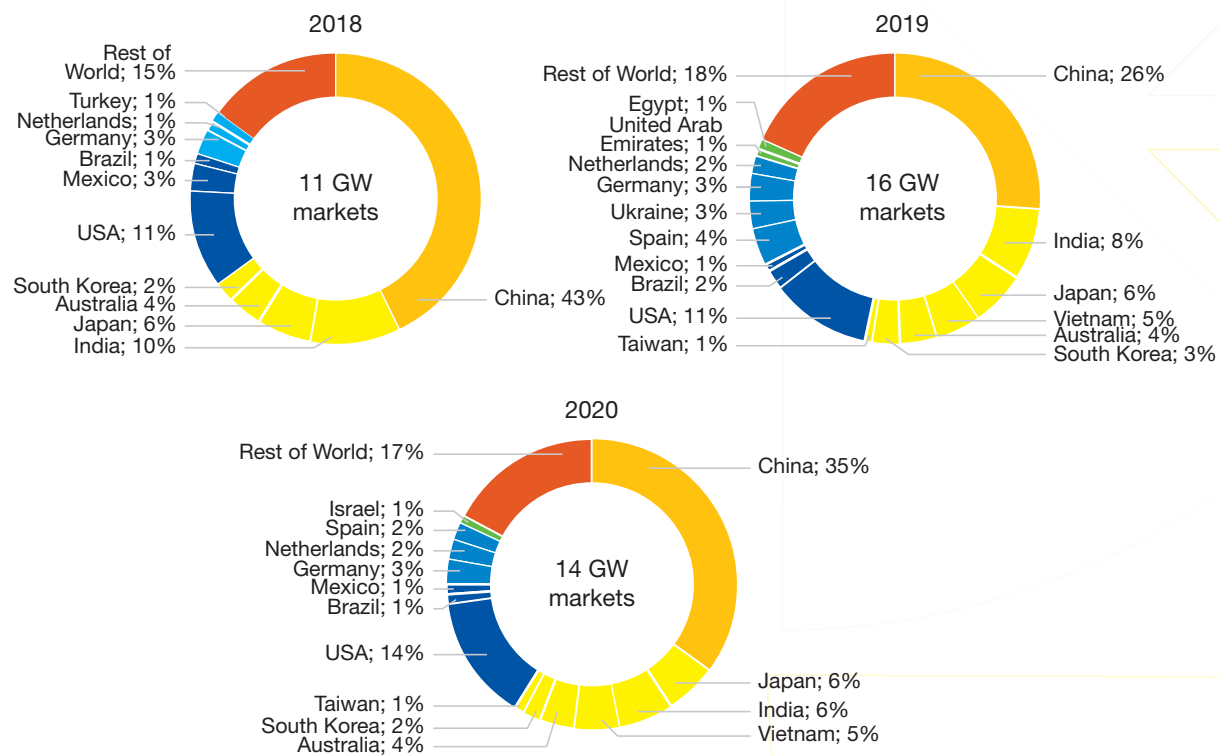 2018
Rest of
World; 15%
Turkey; 1%
Netherlands; 1%
Germany; 3%
Brazil; 1%
Mexico; 3%
USA; 11%
South Korea; 2%
Australia 4%
Japan; 6%
India; 10%
China; 43%
11 GW
markets
2019
Rest of World; 18%
Egypt; 1%
United Arab
Emirates; 1%
Netherlands; 2%
Germany; 3%
Ukraine; 3%
Spain; 4%
Mexico; 1%
Brazil; 2%
USA; 11%
Taiwan; 1%
China; 26%
India; 8%
Japan; 6%
Vietnam; 5%
Australia; 4%
South Korea; 3%
16 GW
markets
2020
Rest of World; 17%
Israel; 1%
Spain; 2%
Netherlands; 2%
Germany; 3%
Mexico; 1%
Brazil; 1%
USA; 14%
Taiwan; 1%
South Korea; 2%
Australia; 4%
China; 35%
Japan; 6%
India; 6%
Vietnam; 5%
14 GW
markets